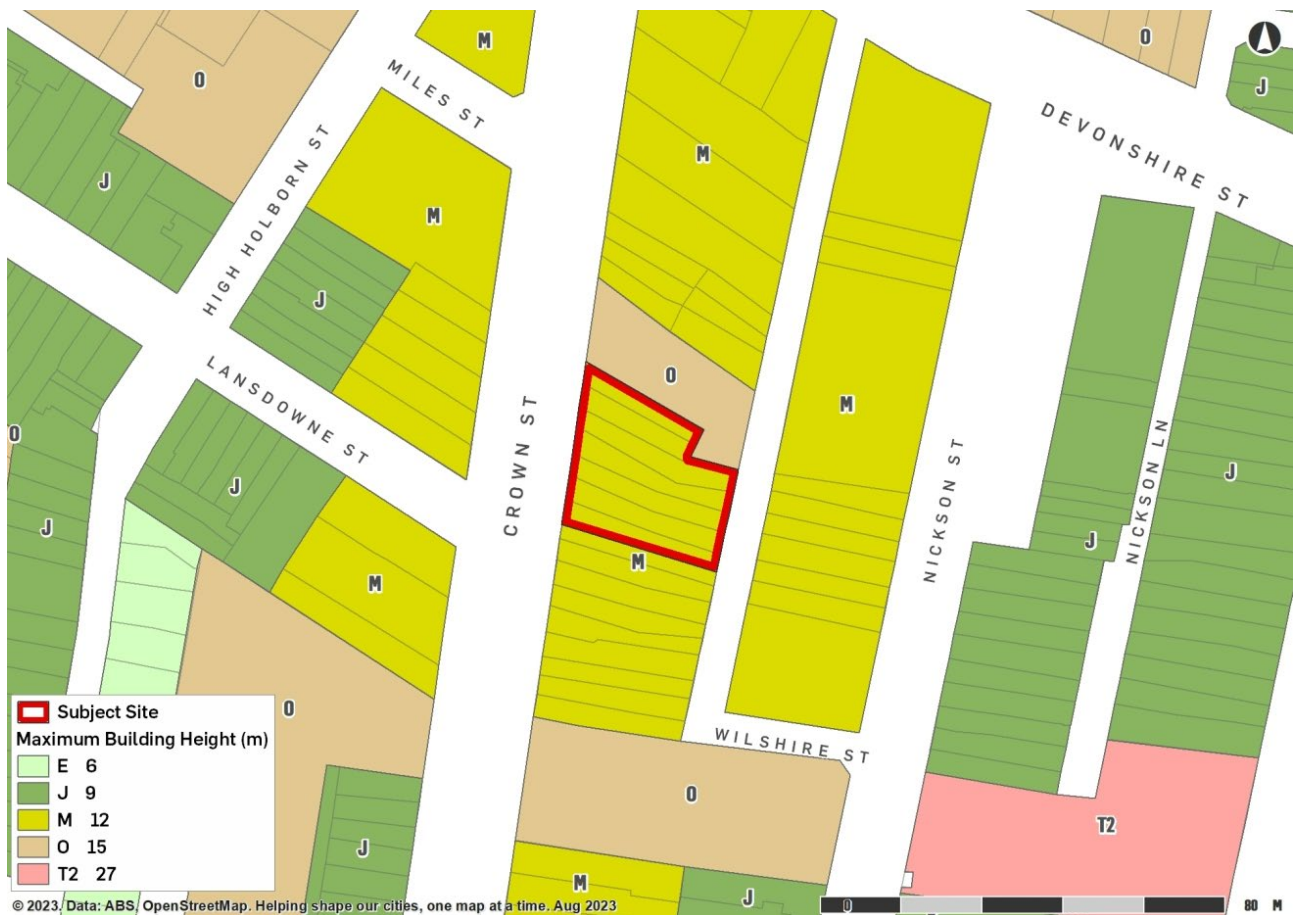 M
MILES ST
O
O
J
DEVONSHIRE ST
HIGH HOLBORN ST
J
M
M
J
LANSDOWNE ST
O
M
CROWN ST
O
NICKSON ST
NICKSON LN
J
J
J
J
M
M
WILSHIRE ST
O
O
T2
J
M
J
Subject Site
Maximum Building Height (m)
E 6
J 9
M 12
O 15
T2 27
© 2023. Data: ABS, OpenStreetMap. Helping shape our cities, one map at a time. Aug 2023
0 80 M